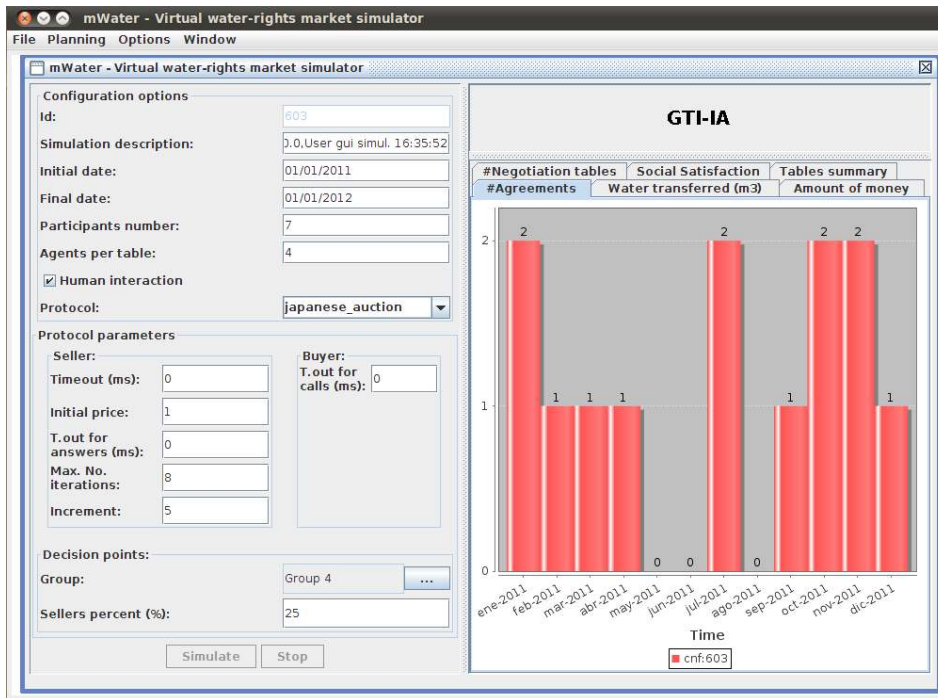 mWater - Virtual water-rights market simulator
File Planning Options Window
mWater - Virtual water-rights market simulator
Configuration options
Id: 603
Simulation description: 0.0,User gui simul. 16:35:52
Initial date: 01/01/2011
Final date: 01/01/2012
Participants number: 7
Agents per table: 4
Human interaction
Protocol: japanese_auction
Protocol parameters
Seller:
Timeout (ms): 0
Initial price: 1
T.out for
answers (ms): 0
Max. No.
iterations: 8
Increment: 5
Buyer:
T.out for
calls (ms): 0
Decision points:
Group: Group 4 ...
Sellers percent (%): 25
Simulate Stop
GTI-IA
#Negotiation tables Social Satisfaction Tables summary
#Agreements Water transferred (m3) Amount of money
2
1
0
2 1 1 1 0 0 2 0 1 2 2 1
ene-2011 feb-2011 mar-2011 abr-2011 may-2011 jun-2011 jul-2011 ago-2011 sep-2011 oct-2011 nov-2011 dic-2011
Time
cnf:603